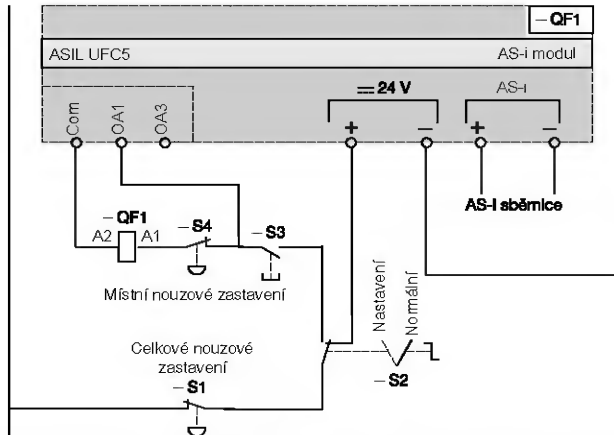 – QF1
ASIL UFC5 AS-i modul
Com OA1 OA3
= 24 V AS-i
+ – + –
AS-I sběrnice
– QF1
A2 A1
– S4
– S3
Místní nouzové zastavení
Nastavení
Normální
Celkové nouzové
zastavení
– S1
– S2